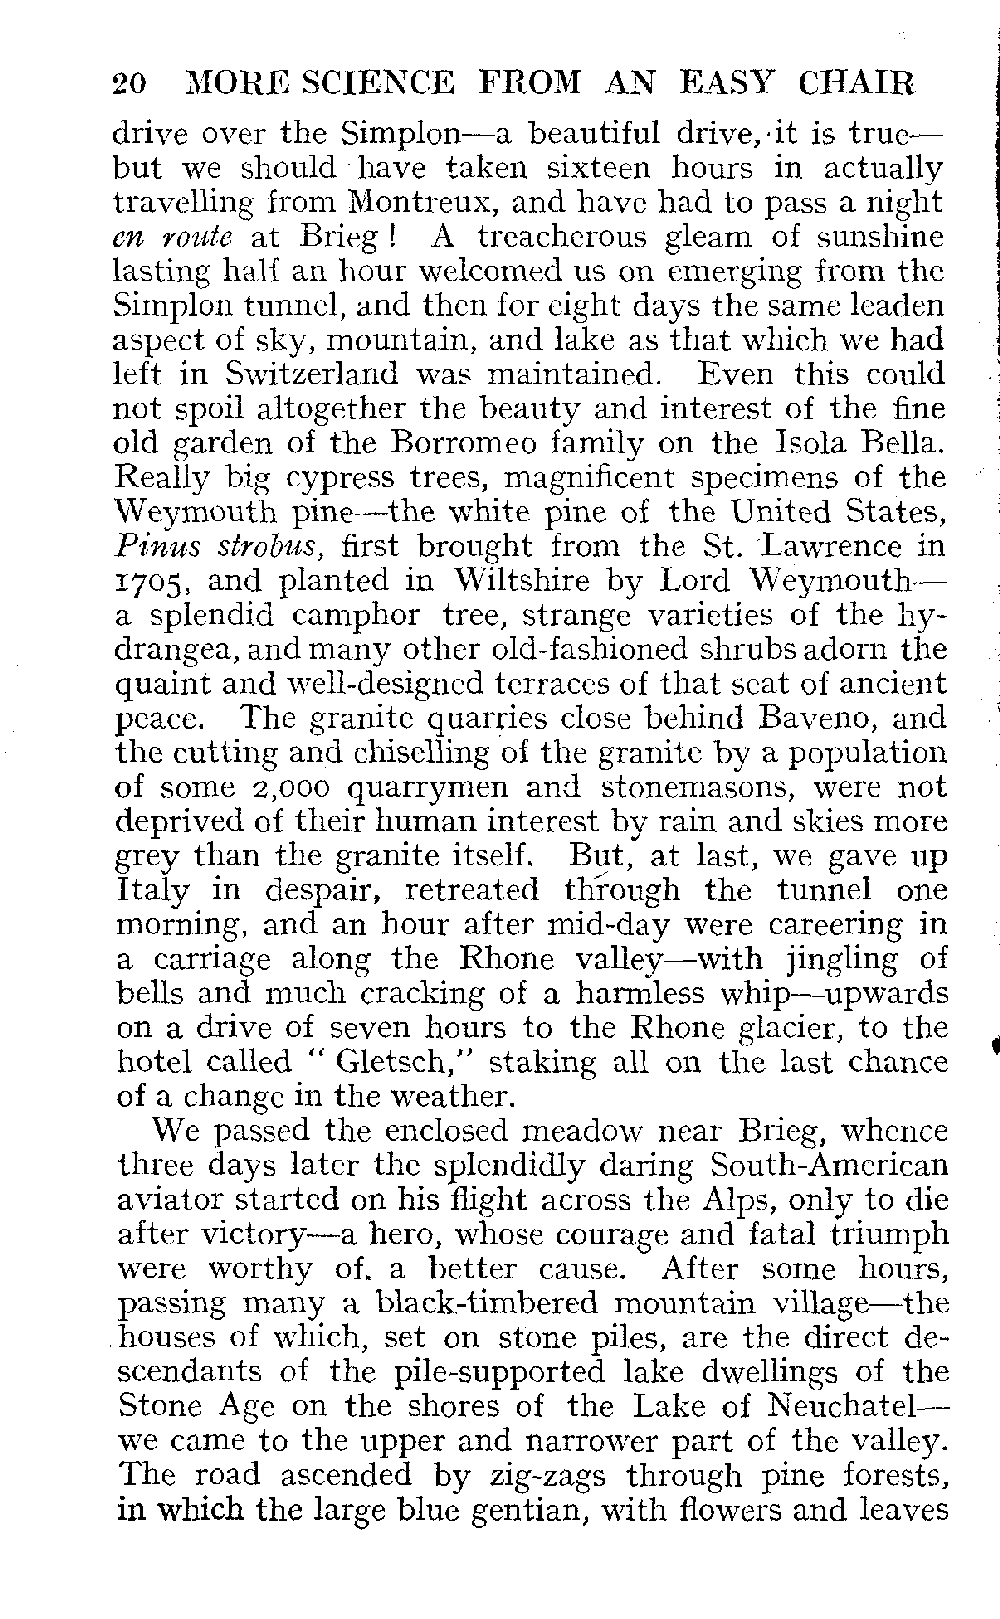 20 MORE SCIENCE FROM AN EASY CHAIR
drive over the Simplon—a beautiful drive, it is true—
but we should have taken sixteen hours in actually
travelling from Montreux, and have had to pass a night
en route at Brieg ! A treacherous gleam of sunshine
lasting half an hour welcomed us on emerging from the
Simplon tunnel, and then for eight days the same leaden
aspect of sky, mountain, and lake as that which we had
left in Switzerland was maintained. Even this could
not spoil altogether the beauty and interest of the fine
old garden of the Borromeo family on the Isola Bella.
Really big cypress trees, magnificent specimens of the
Weymouth pine—the white pine of the United States,
Pinus strobus, first brought from the St. Lawrence in
1705, and planted in Wiltshire by Lord Weymouth—
a splendid camphor tree, strange varieties of the hy-
drangea, and many other old-fashioned shrubs adorn the
quaint and well-designed terraces of that seat of ancient
peace. The granite quarries close behind Baveno, and
the cutting and chiselling of the granite by a population
of some 2,000 quarrymen and stonemasons, were not
deprived of their human interest by rain and skies more
grey than the granite itself. But, at last, we gave up
Italy in despair, retreated through the tunnel one
morning, and an hour after mid-day were careering in
a carriage along the Rhone valley—with jingling of
bells and much cracking of a harmless whip—upwards
on a drive of seven hours to the Rhone glacier, to the
hotel called " Gletsch," staking all on the last chance
of a change in the weather.
We passed the enclosed meadow near Brieg, whence
three days later the splendidly daring South-American
aviator started on his flight across the Alps, only to die
after victory—a hero, whose courage and fatal triumph
were worthy of. a better cause. After some hours,
passing many a black-timbered mountain village—the
houses of which, set on stone piles, are the direct de-
scendants of the pile-supported lake dwellings of the
Stone Age on the shores of the Lake of Neuchatel—
we came to the upper and narrower part of the valley.
The road ascended by zig-zags through pine forests,
in which the large blue gentian, with flowers and leaves